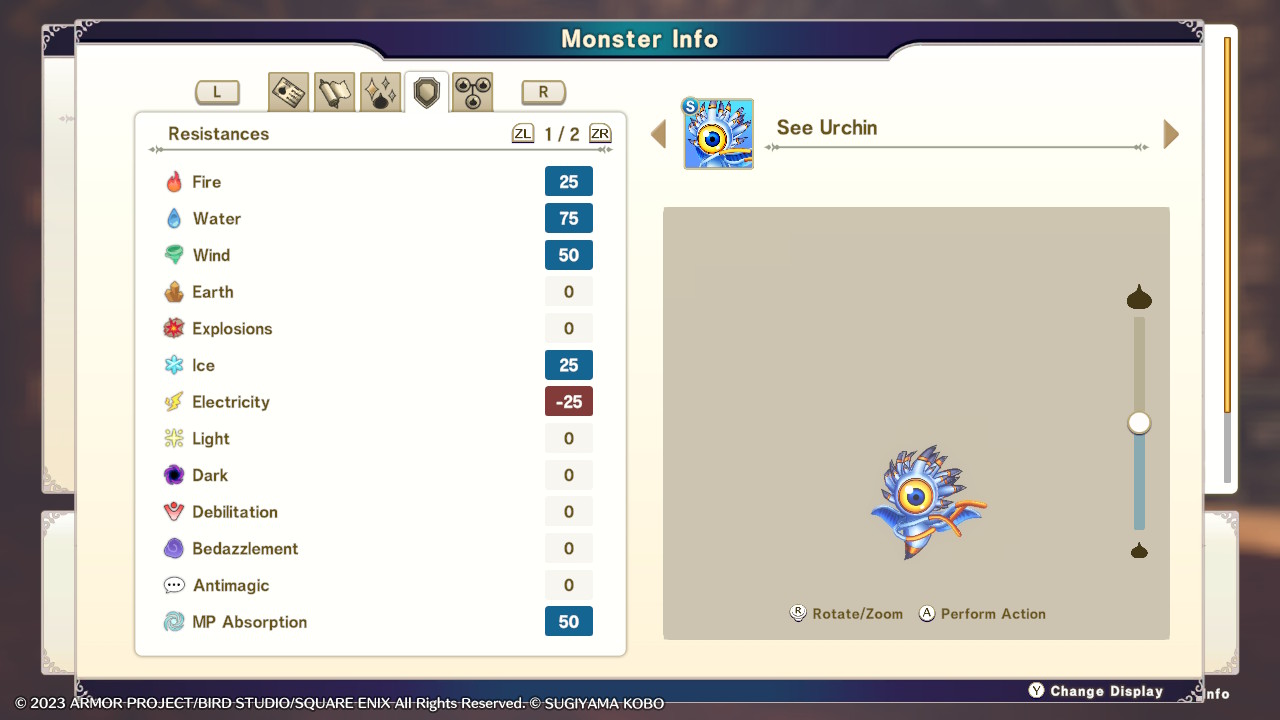 Monster Info
L
R
Resistances
ZL 1 / 2 ZR
Fire 25
Water 75
Wind 50
Earth 0
Explosions 0
Ice 25
Electricity -25
Light 0
Dark 0
Debilitation 0
Bedazzlement 0
Antimagic 0
MP Absorption 50
S
See Urchin
R Rotate/Zoom A Perform Action
Y Change Display
nfo
© 2023 ARMOR PROJECT/BIRD STUDIO/SQUARE ENIX All Rights Reserved. © SUGIYAMA KOBO